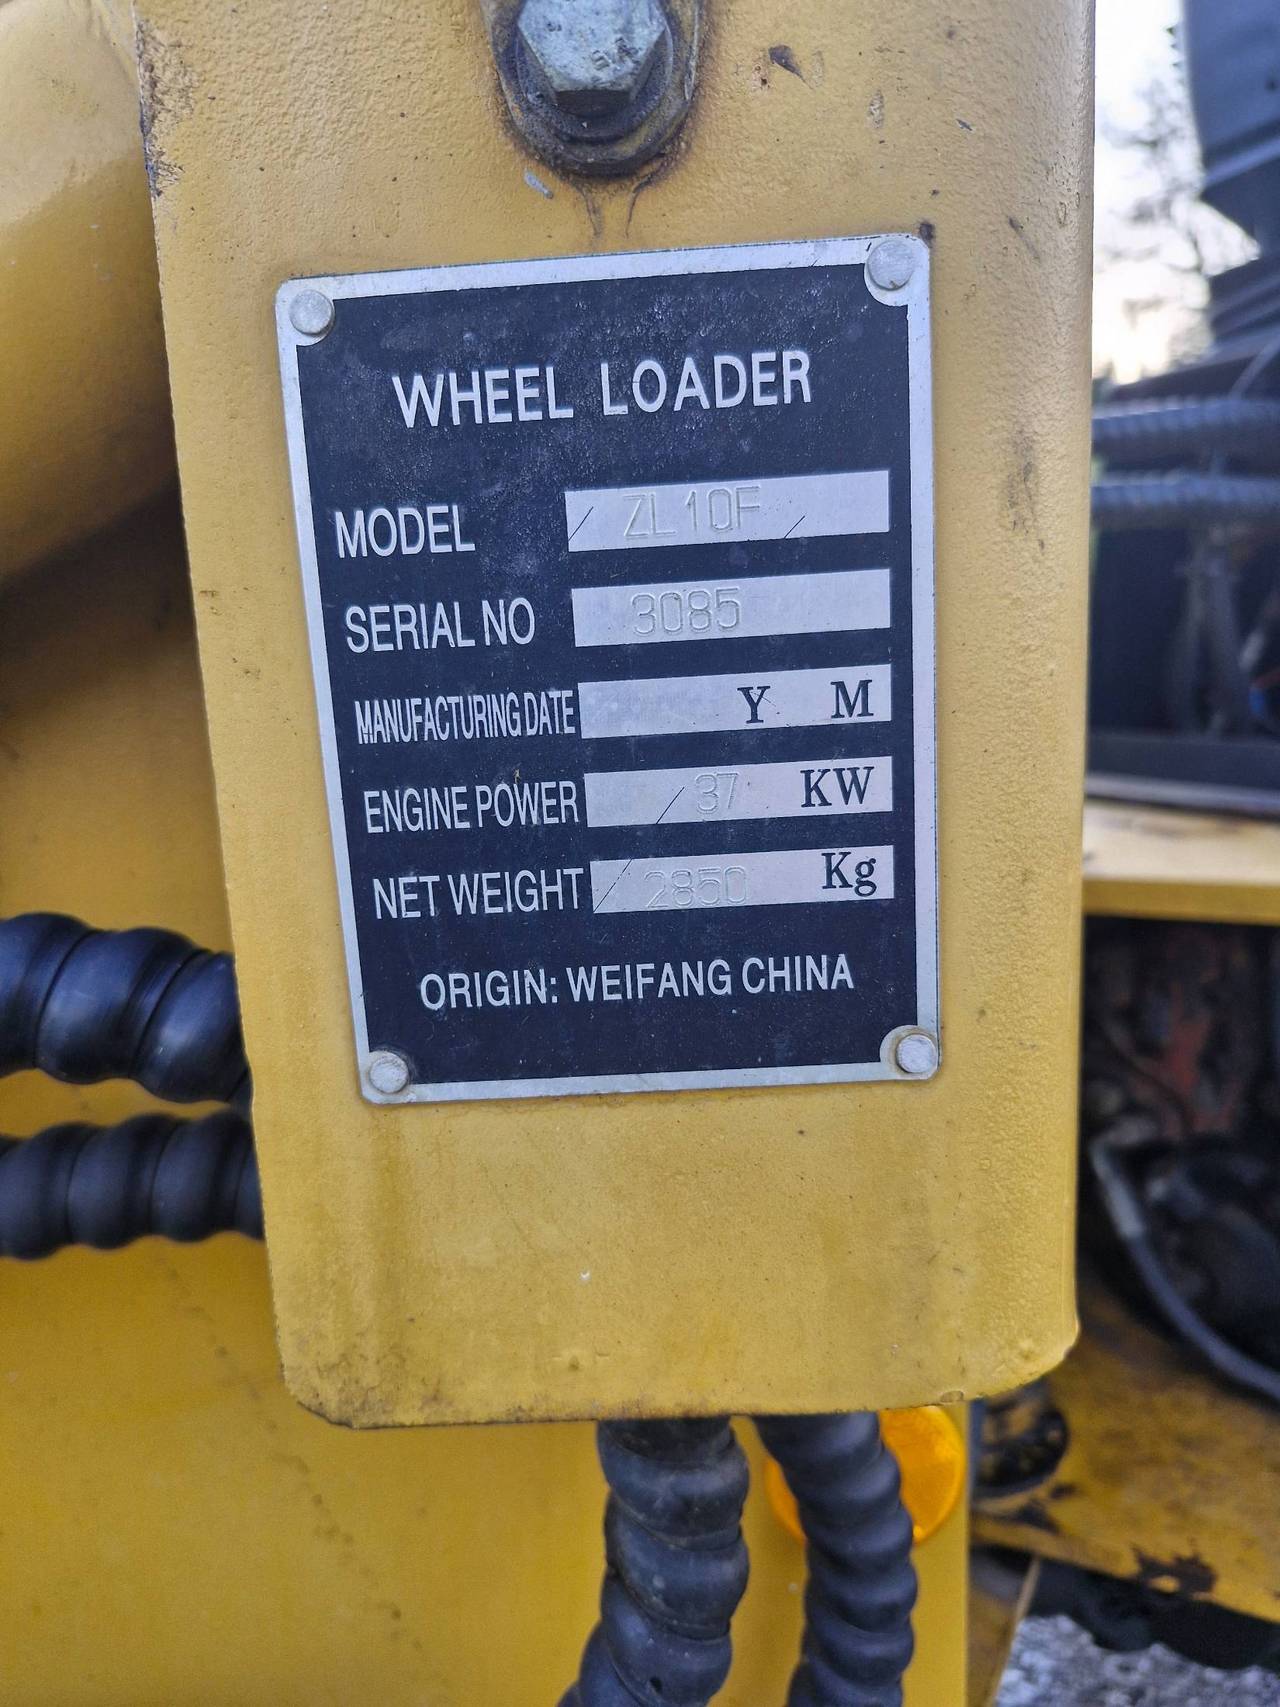 WHEEL LOADER
MODEL / ZL10F /
SERIAL NO 3085
MANUFACTURING DATE Y M
ENGINE POWER / 37 KW
NET WEIGHT / 2850 Kg
ORIGIN: WEIFANG CHINA